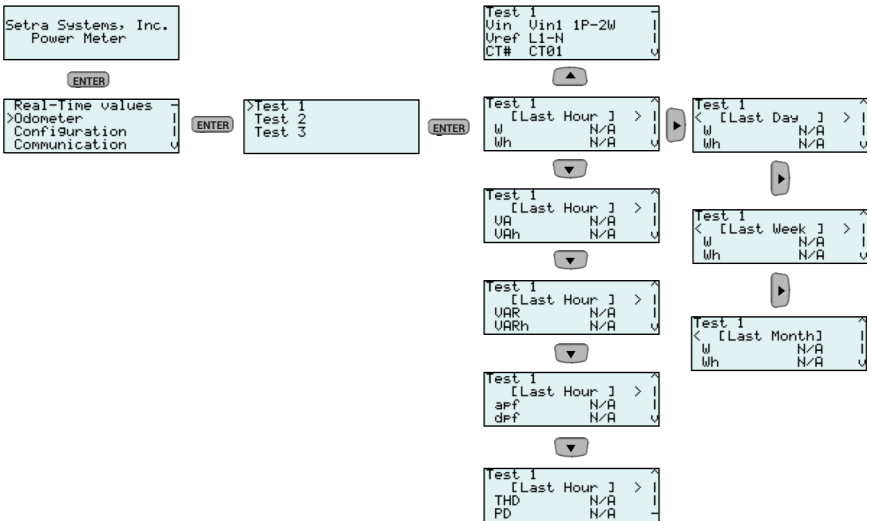 Setra Systems, Inc.
Power Meter
ENTER
Real-Time values
>Odometer
Configuration
Communication
ENTER
>Test 1
Test 2
Test 3
ENTER
Test 1
Vin Vin1 1P-2W
Vref L1-N
CT# CT01
Test 1
[Last Hour ] >
W N/A
Wh N/A
Test 1
[Last Hour ] >
VA N/A
VAh N/A
Test 1
[Last Hour ] >
VAR N/A
VARh N/A
Test 1
[Last Hour ] >
apf N/A
dpf N/A
Test 1
[Last Hour ] >
THD N/A
PD N/A
Test 1
< [Last Day ] >
W N/A
Wh N/A
Test 1
< [Last Week ] >
W N/A
Wh N/A
Test 1
< [Last Month]
W N/A
Wh N/A